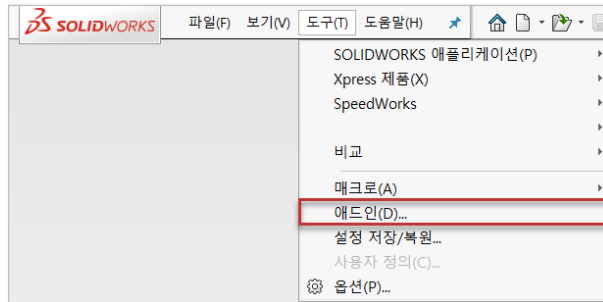 SOLIDWORKS 파일(F) 보기(V) 도구(T) 도움말(H)
SOLIDWORKS 애플리케이션(P)
Xpress 제품(X)
SpeedWorks
비교
매크로(A)
애드인(D)...
설정 저장/복원...
사용자 정의(C)...
옵션(P)...